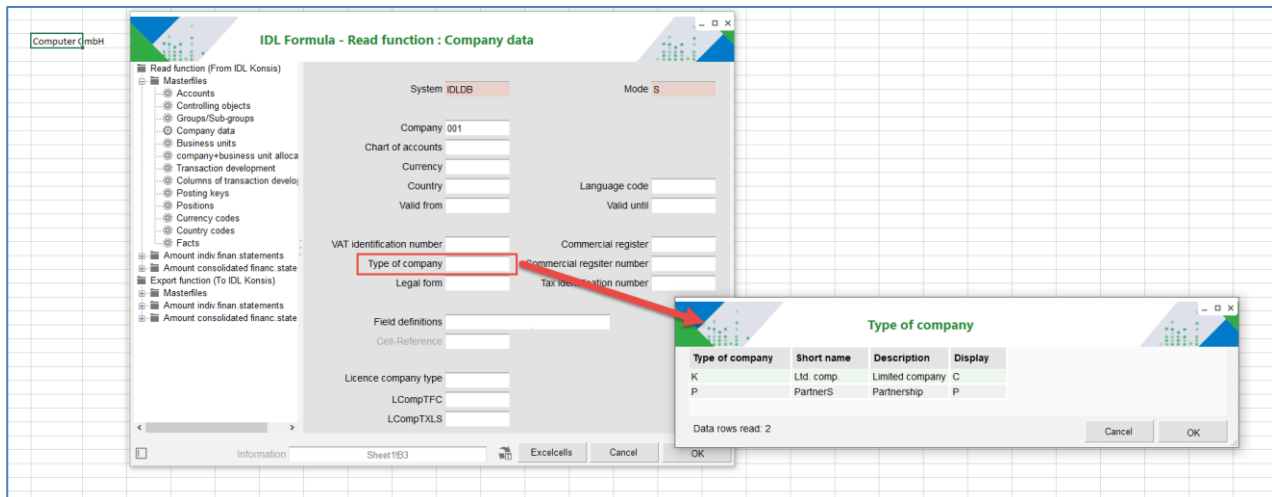 Computer GmbH
IDL Formula - Read function : Company data
Read function (From IDL Konsis)
Masterfiles
Accounts
Controlling objects
Groups/Sub-groups
Company data
Business units
company+business unit alloca
Transaction development
Columns of transaction develo
Posting keys
Positions
Currency codes
Country codes
Facts
Amount indiv.finan.statements
Amount consolidated financ.state
Export function (To IDL Konsis)
Masterfiles
Amount indiv.finan.statements
Amount consolidated financ.state
System IDLDB Mode S
Company 001
Chart of accounts
Currency
Country Language code
Valid from Valid until
VAT identification number Commercial register
Type of company Commercial regsiter number
Legal form Tax identification number
Field definitions
Cell-Reference
Licence company type
LCompTFC
LCompTXLS
Information Sheet1!B3 Excelcells Cancel OK
Type of company
Type of company Short name Description Display
K Ltd. comp. Limited company C
P PartnerS Partnership P
Data rows read: 2
Cancel OK